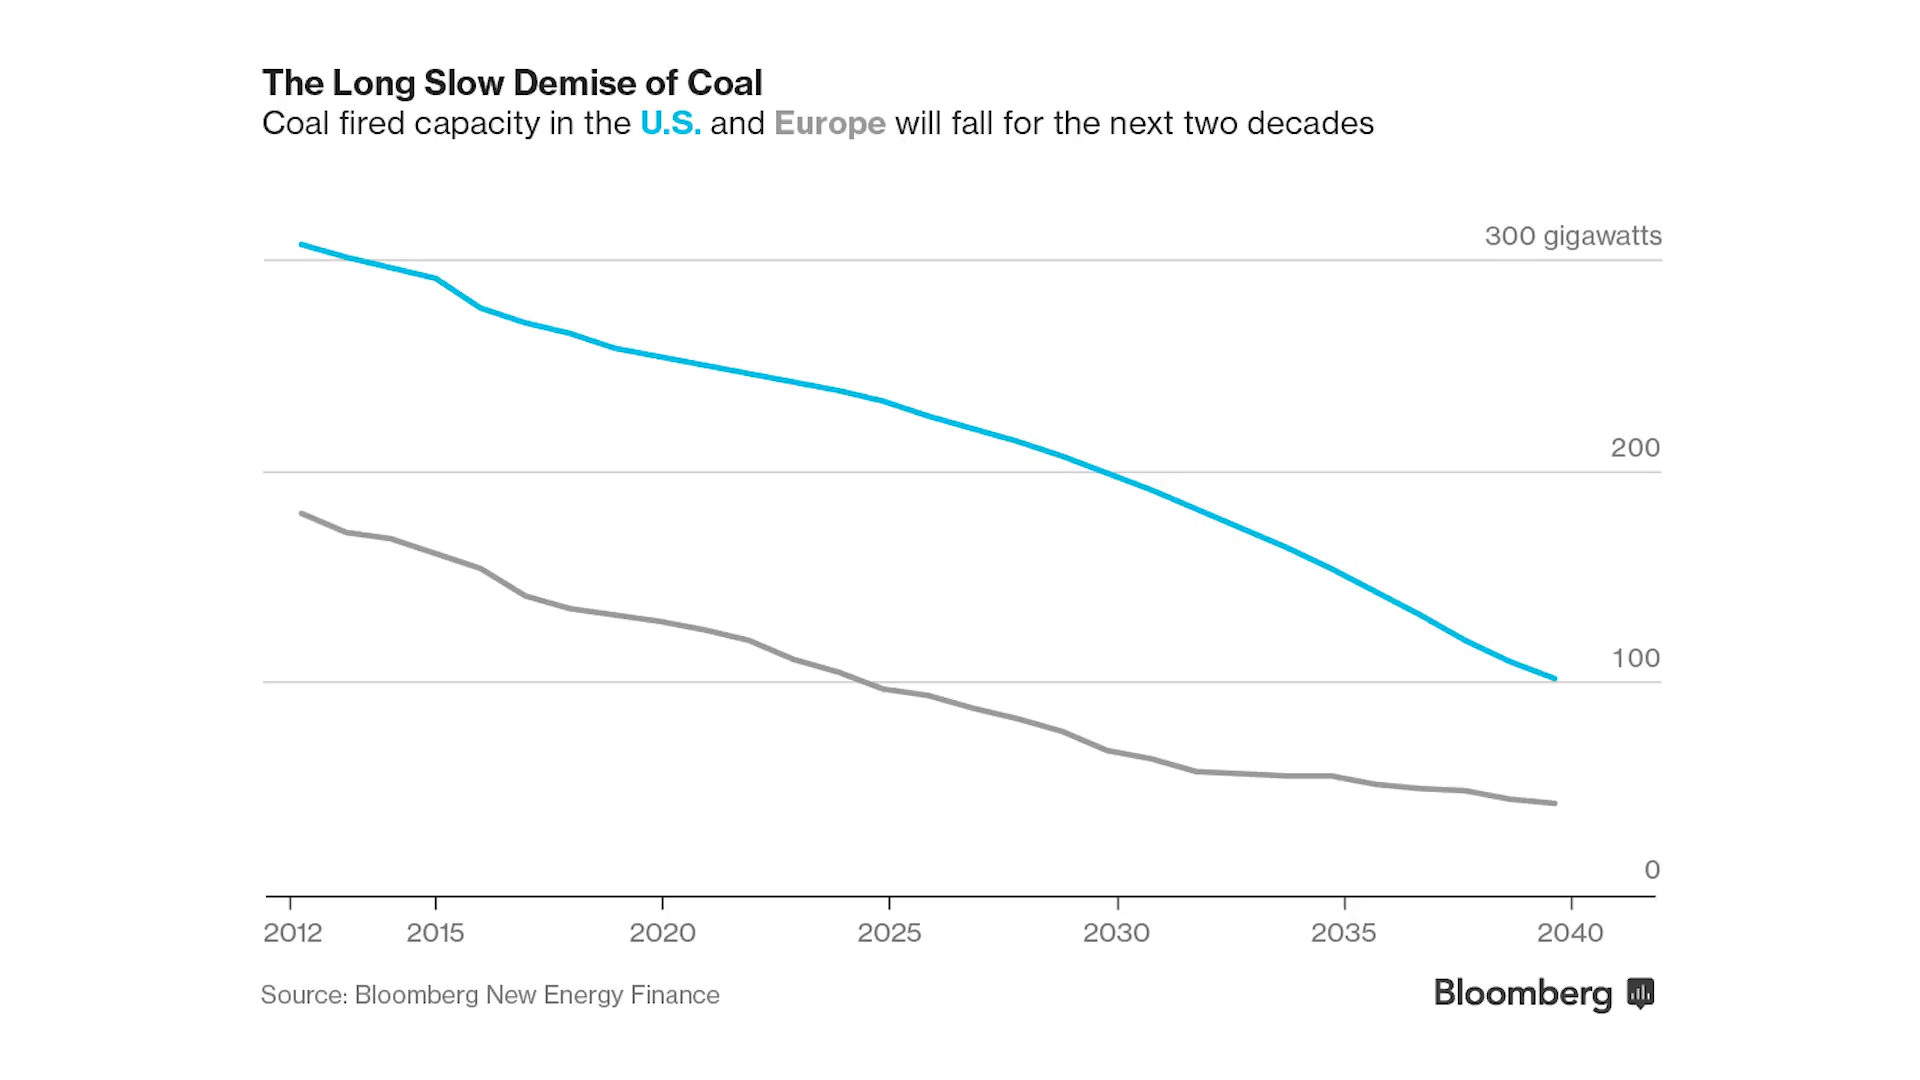 The Long Slow Demise of Coal
Coal fired capacity in the U.S. and Europe will fall for the next two decades
300 gigawatts
200
100
0
2012 2015 2020 2025 2030 2035 2040
Source: Bloomberg New Energy Finance
Bloomberg